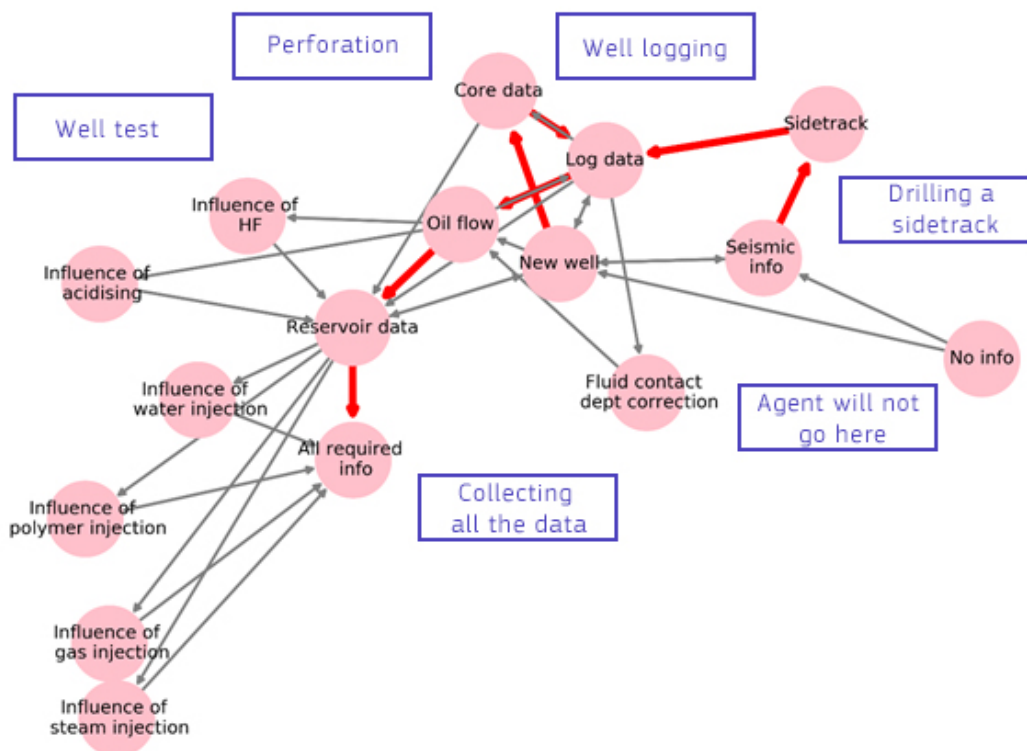 Perforation
Well logging
Core data
Well test
Sidetrack
Log data
Influence of
HF
Oil flow
Drilling a
sidetrack
New well
Seismic
info
Influence of
acidising
Reservoir data
No info
Influence of
water injection
Fluid contact
dept correction
Agent will not
go here
All required
info
Collecting
all the data
Influence of
polymer injection
Influence of
gas injection
Influence of
steam injection